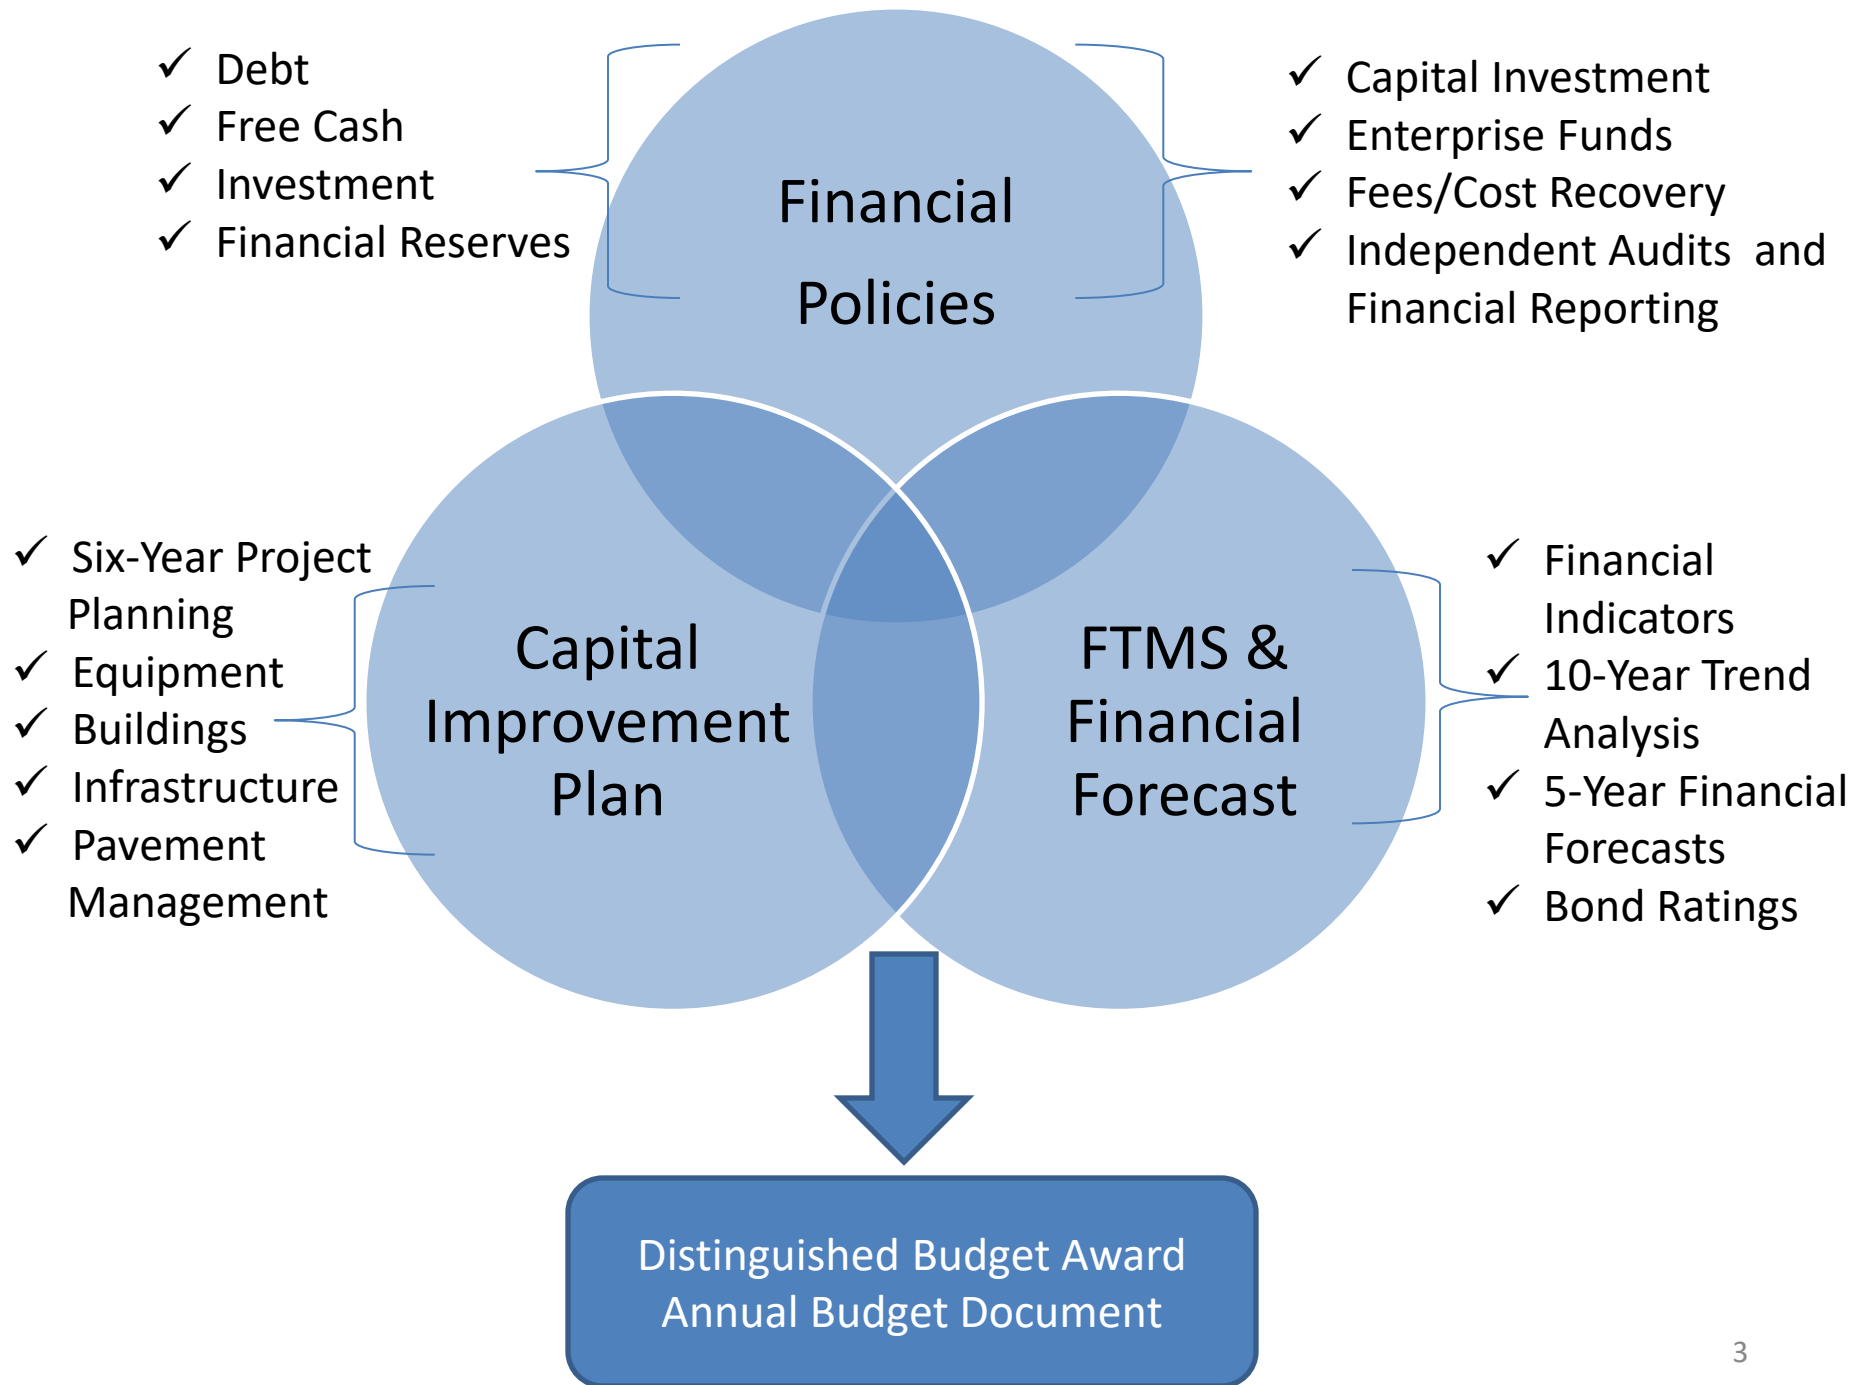 ✓ Debt
✓ Free Cash
✓ Investment
✓ Financial Reserves
Financial
Policies
✓ Capital Investment
✓ Enterprise Funds
✓ Fees/Cost Recovery
✓ Independent Audits and
Financial Reporting
✓ Six-Year Project
Planning
✓ Equipment
✓ Buildings
✓ Infrastructure
✓ Pavement
Management
Capital
Improvement
Plan
FTMS &
Financial
Forecast
✓ Financial
Indicators
✓ 10-Year Trend
Analysis
✓ 5-Year Financial
Forecasts
✓ Bond Ratings
Distinguished Budget Award
Annual Budget Document
3